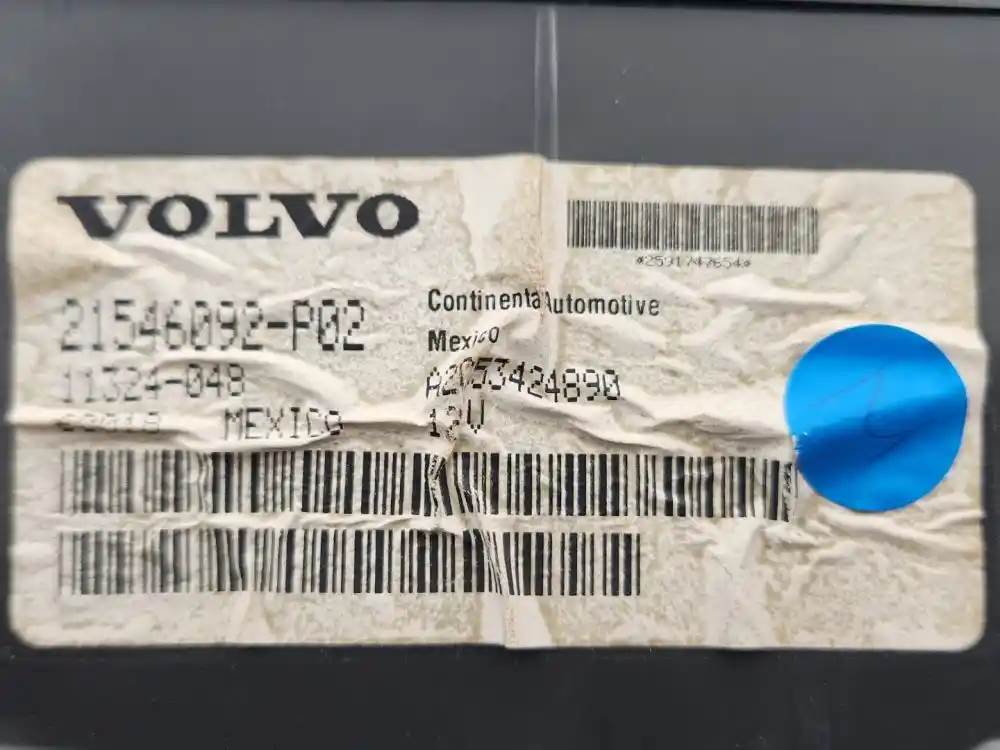 VOLVO
*2591747654*
21546092-P02
Continental Automotive
Mexico
11324-048
A2C53424890
MEXICO
12V